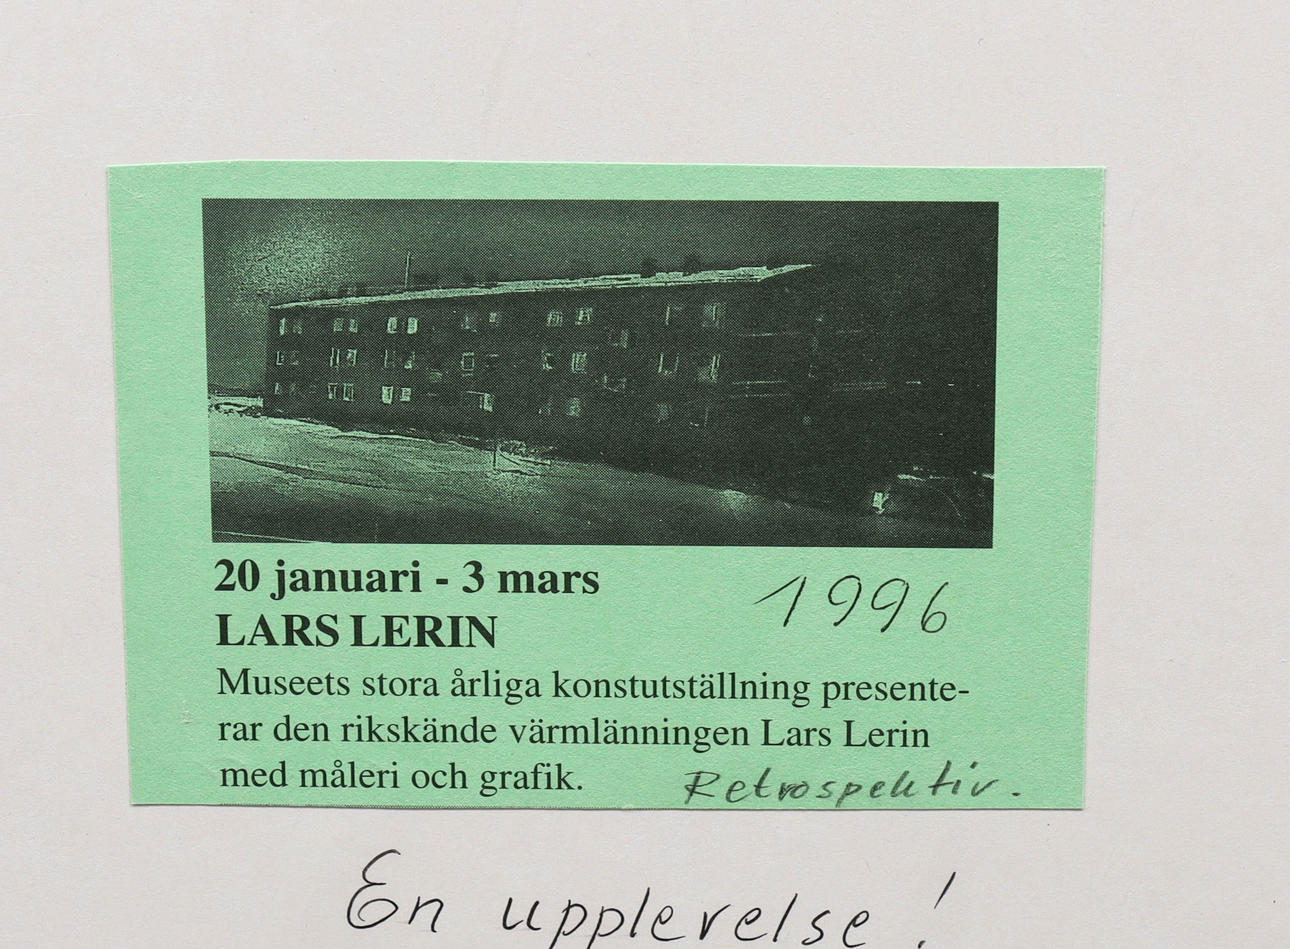 20 januari - 3 mars
1996
LARS LERIN
Museets stora årliga konstutställning presente-
rar den rikskände värmlänningen Lars Lerin
med måleri och grafik.
Retrospektiv.
En upplevelse!